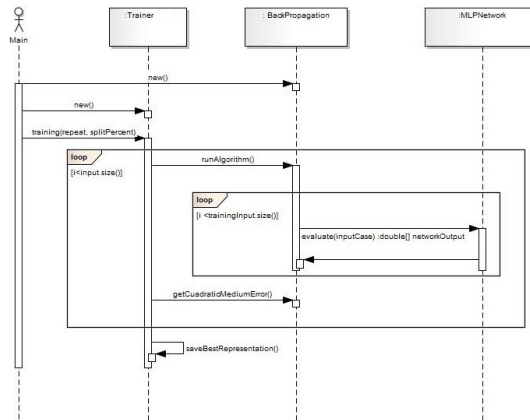 :Trainer
: BackPropagation
:MLPNetwork
Main
new()
new()
training(repeat, splitPercent)
loop
[i<input.size()]
runAlgorithm()
loop
[i <trainingInput.size()]
evaluate(inputCase) :double[] networkOutput
getCuadraticMediumError()
saveBestRepresentation()